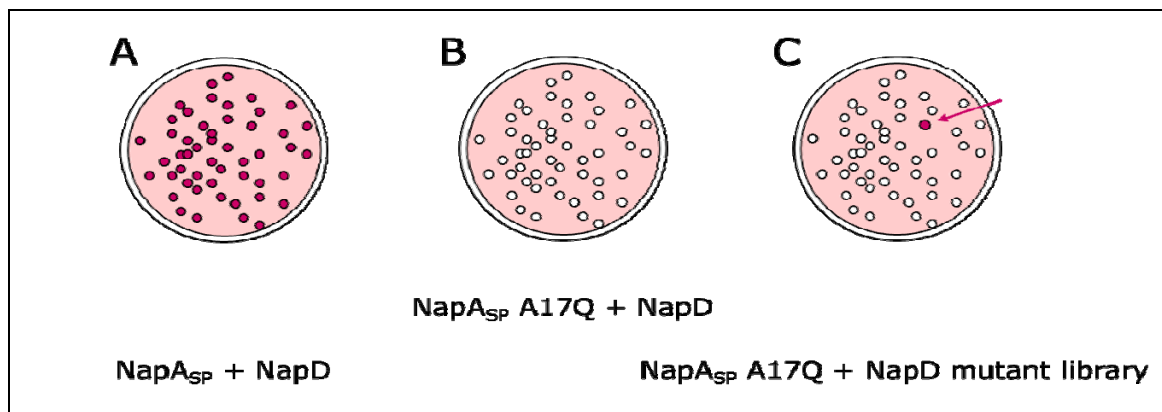 A B C
NapA_SP A17Q + NapD
NapA_SP + NapD NapA_SP A17Q + NapD mutant library